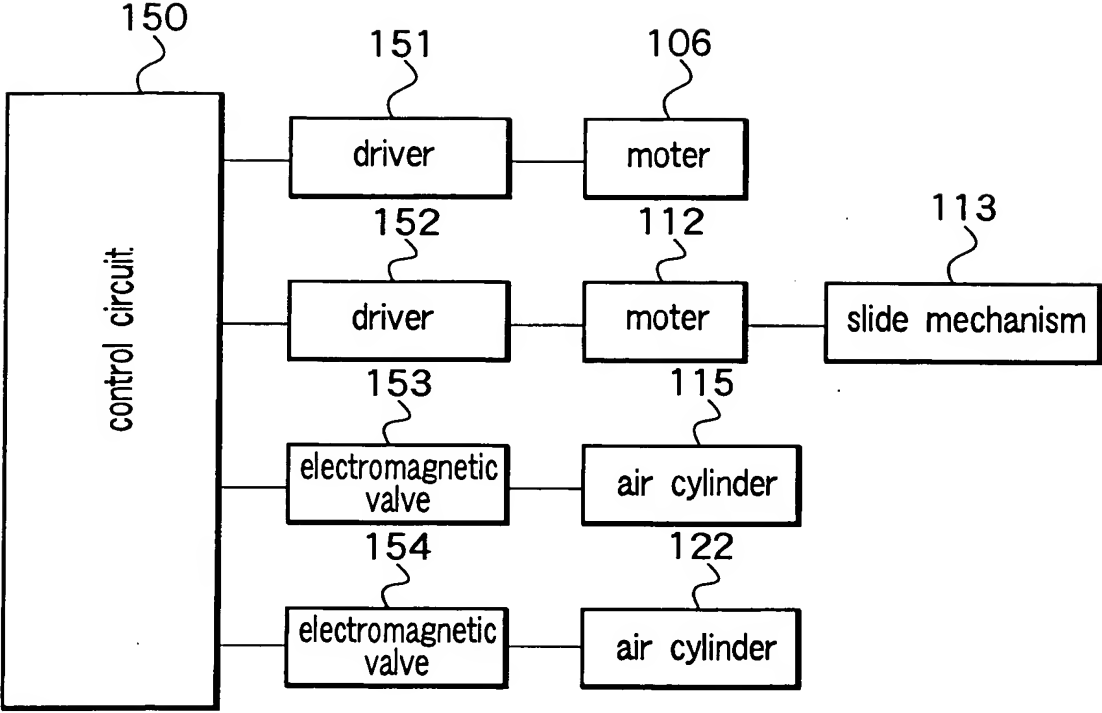 150
151
106
driver
moter
152
112
113
control circuit
driver
moter
slide mechanism
153
115
electromagnetic
valve
air cylinder
154
122
electromagnetic
valve
air cylinder